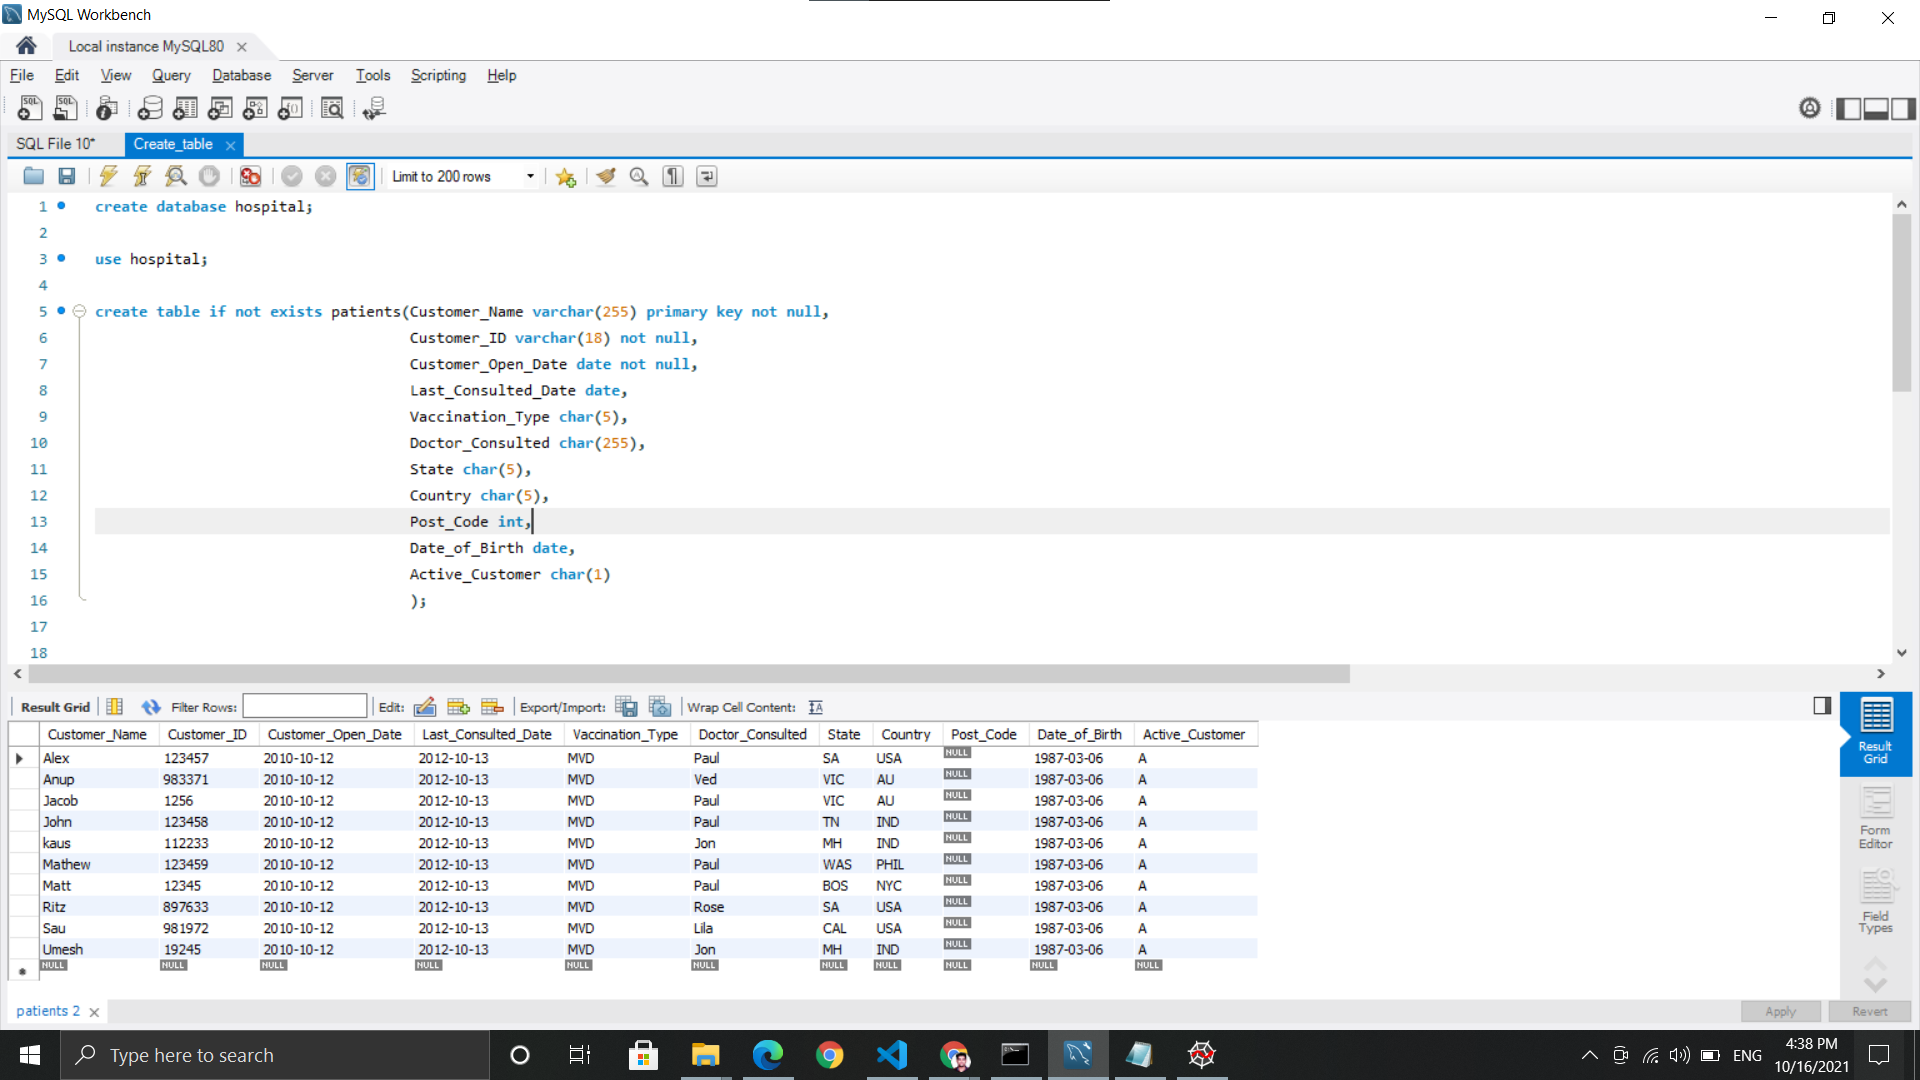 MySQL Workbench
Local instance MySQL80
File Edit View Query Database Server Tools Scripting Help
SQL File 10* Create_table
Limit to 200 rows
1 create database hospital;
2
3 use hospital;
4
5 create table if not exists patients(Customer_Name varchar(255) primary key not null,
6 Customer_ID varchar(18) not null,
7 Customer_Open_Date date not null,
8 Last_Consulted_Date date,
9 Vaccination_Type char(5),
10 Doctor_Consulted char(255),
11 State char(5),
12 Country char(5),
13 Post_Code int,
14 Date_of_Birth date,
15 Active_Customer char(1)
16 );
17
18
Result Grid Filter Rows: Edit: Export/Import: Wrap Cell Content:
Customer_Name Customer_ID Customer_Open_Date Last_Consulted_Date Vaccination_Type Doctor_Consulted State Country Post_Code Date_of_Birth Active_Customer
Alex 123457 2010-10-12 2012-10-13 MVD Paul SA USA NULL 1987-03-06 A
Anup 983371 2010-10-12 2012-10-13 MVD Ved VIC AU NULL 1987-03-06 A
Jacob 1256 2010-10-12 2012-10-13 MVD Paul VIC AU NULL 1987-03-06 A
John 123458 2010-10-12 2012-10-13 MVD Paul TN IND NULL 1987-03-06 A
kaus 112233 2010-10-12 2012-10-13 MVD Jon MH IND NULL 1987-03-06 A
Mathew 123459 2010-10-12 2012-10-13 MVD Paul WAS PHIL NULL 1987-03-06 A
Matt 12345 2010-10-12 2012-10-13 MVD Paul BOS NYC NULL 1987-03-06 A
Ritz 897633 2010-10-12 2012-10-13 MVD Rose SA USA NULL 1987-03-06 A
Sau 981972 2010-10-12 2012-10-13 MVD Lila CAL USA NULL 1987-03-06 A
Umesh 19245 2010-10-12 2012-10-13 MVD Jon MH IND NULL 1987-03-06 A
NULL NULL NULL NULL NULL NULL NULL NULL NULL NULL NULL
Result
Grid
Form
Editor
Field
Types
patients 2
Apply Revert
Type here to search
ENG
4:38 PM
10/16/2021